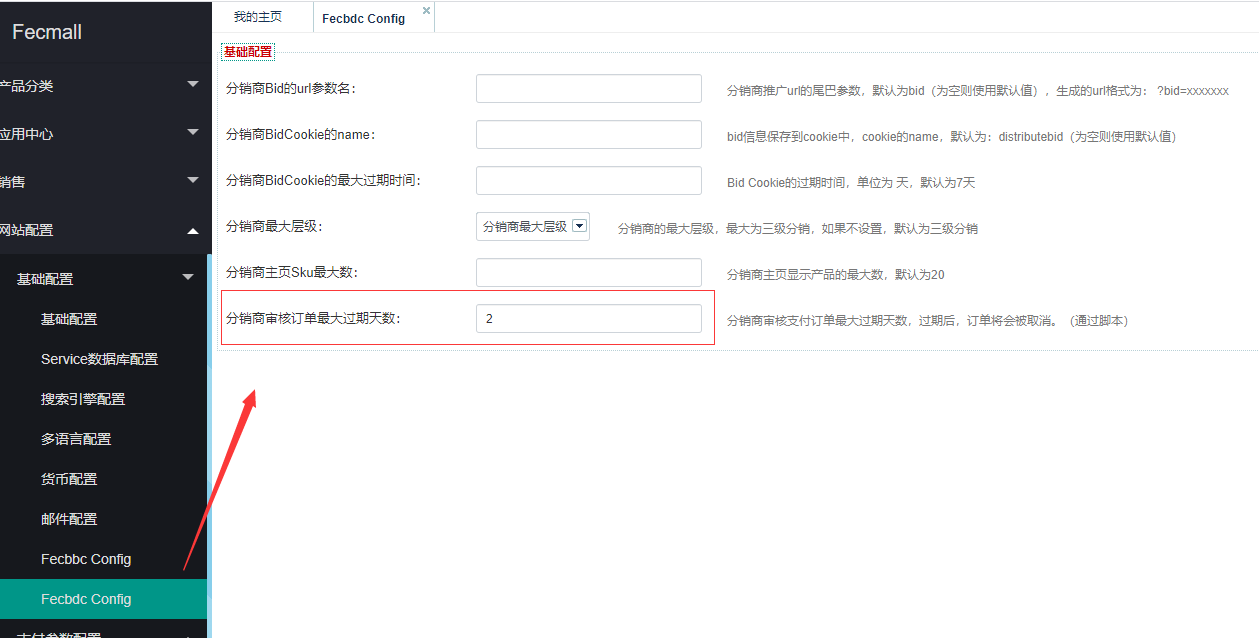 Fecmall
产品分类
应用中心
销售
网站配置
基础配置
基础配置
Service数据库配置
搜索引擎配置
多语言配置
货币配置
邮件配置
Fecbbc Config
Fecbdc Config
支付参数配置
我的主页
Fecbdc Config
基础配置
分销商Bid的url参数名：
分销商推广url的尾巴参数，默认为bid（为空则使用默认值），生成的url格式为： ?bid=xxxxxxx
分销商BidCookie的name：
bid信息保存到cookie中，cookie的name，默认为：distributebid（为空则使用默认值）
分销商BidCookie的最大过期时间：
Bid Cookie的过期时间，单位为 天，默认为7天
分销商最大层级：
分销商最大层级
分销商的最大层级，最大为三级分销，如果不设置，默认为三级分销
分销商主页Sku最大数：
分销商主页显示产品的最大数，默认为20
分销商审核订单最大过期天数：
2
分销商审核支付订单最大过期天数，过期后，订单将会被取消。（通过脚本）